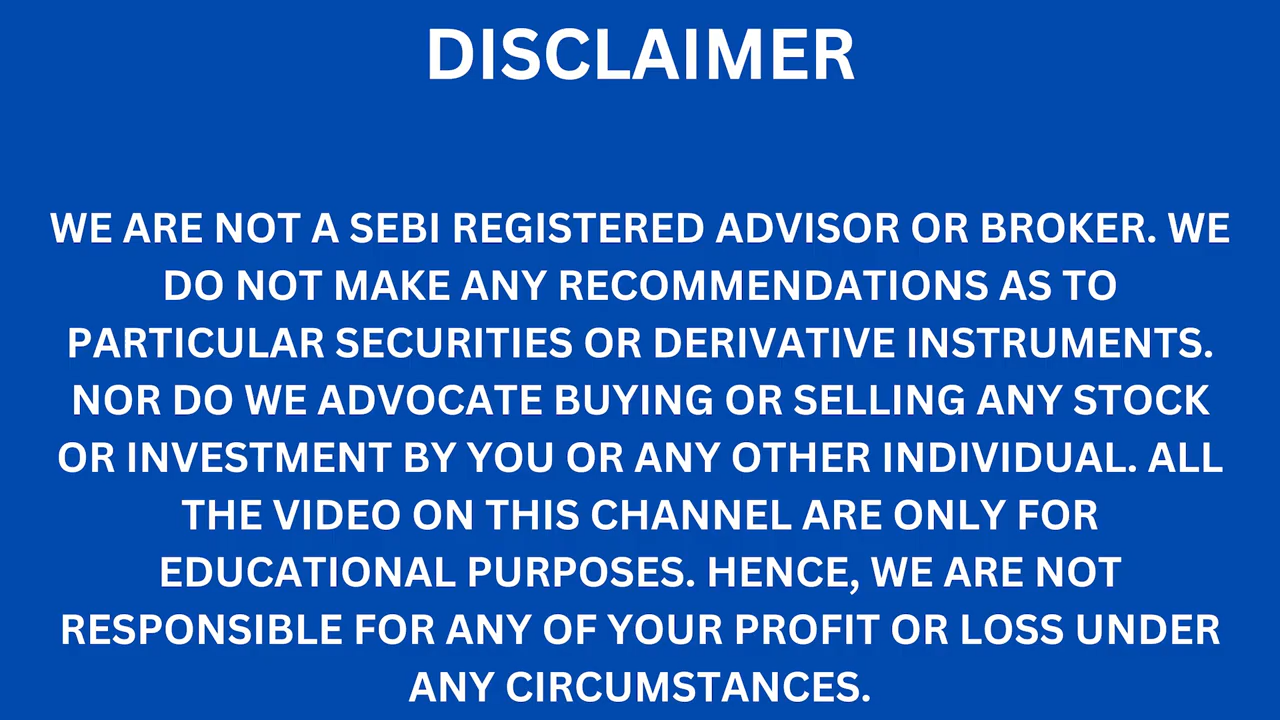 DISCLAIMER
WE ARE NOT A SEBI REGISTERED ADVISOR OR BROKER. WE
DO NOT MAKE ANY RECOMMENDATIONS AS TO
PARTICULAR SECURITIES OR DERIVATIVE INSTRUMENTS.
NOR DO WE ADVOCATE BUYING OR SELLING ANY STOCK
OR INVESTMENT BY YOU OR ANY OTHER INDIVIDUAL. ALL
THE VIDEO ON THIS CHANNEL ARE ONLY FOR
EDUCATIONAL PURPOSES. HENCE, WE ARE NOT
RESPONSIBLE FOR ANY OF YOUR PROFIT OR LOSS UNDER
ANY CIRCUMSTANCES.